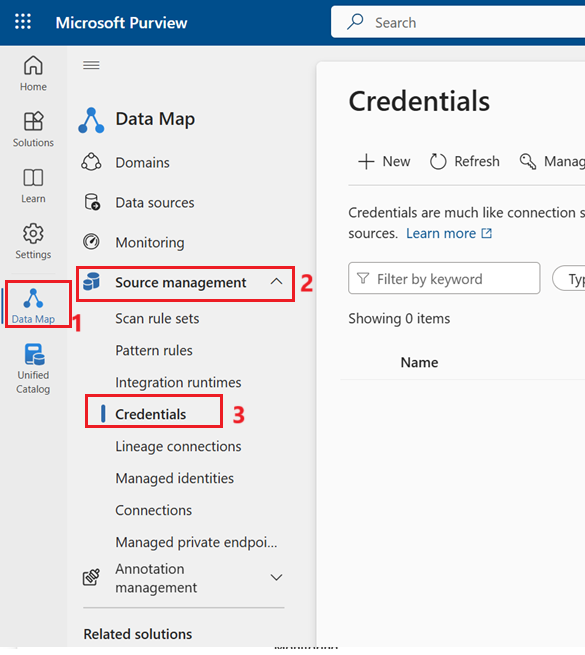 Microsoft Purview
Search
Home
Solutions
Learn
Settings
Data Map
1
Unified
Catalog
Data Map
Domains
Data sources
Monitoring
Source management
2
Scan rule sets
Pattern rules
Integration runtimes
Credentials
3
Lineage connections
Managed identities
Connections
Managed private endpoi...
Annotation
management
Related solutions
Credentials
New Refresh Manag
Credentials are much like connection s
sources. Learn more
Filter by keyword
Typ
Showing 0 items
Name